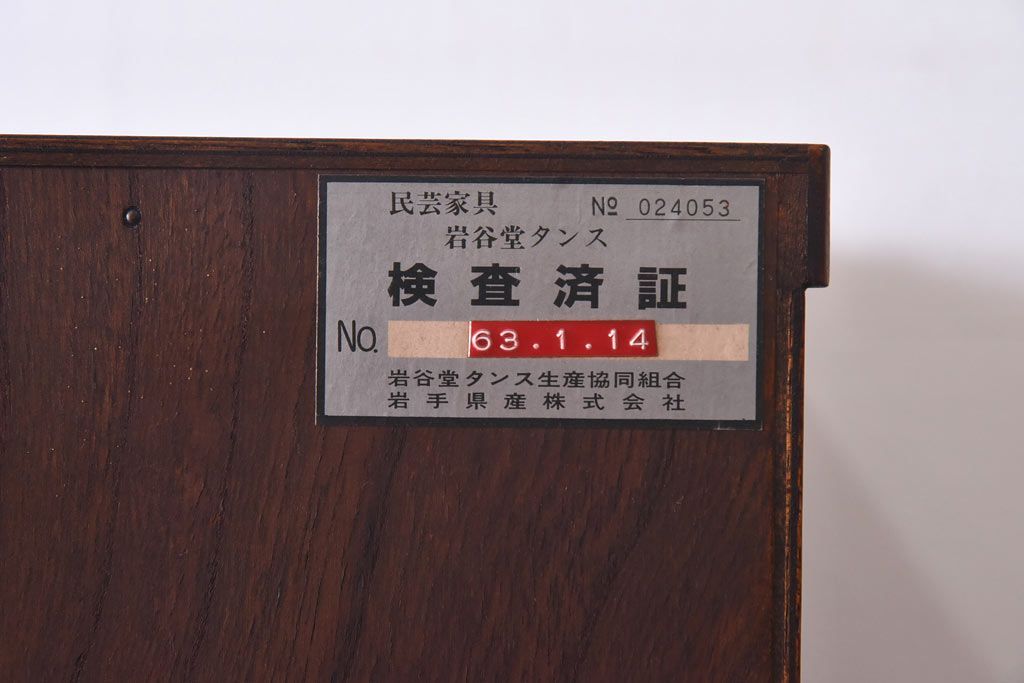 民芸家具 № 024053
岩谷堂タンス
検査済証
No. 63.1.14
岩谷堂タンス生産協同組合
岩手県産株式会社